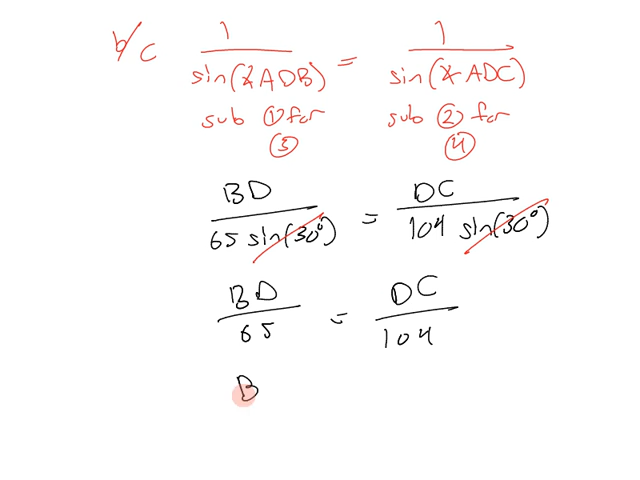 b/c 1/sin(∡ADB) = 1/sin(∡ADC)
sub ① for ③ sub ② for ④
BD/65 sin(30°) = DC/104 sin(30°)
BD/65 = DC/104
B